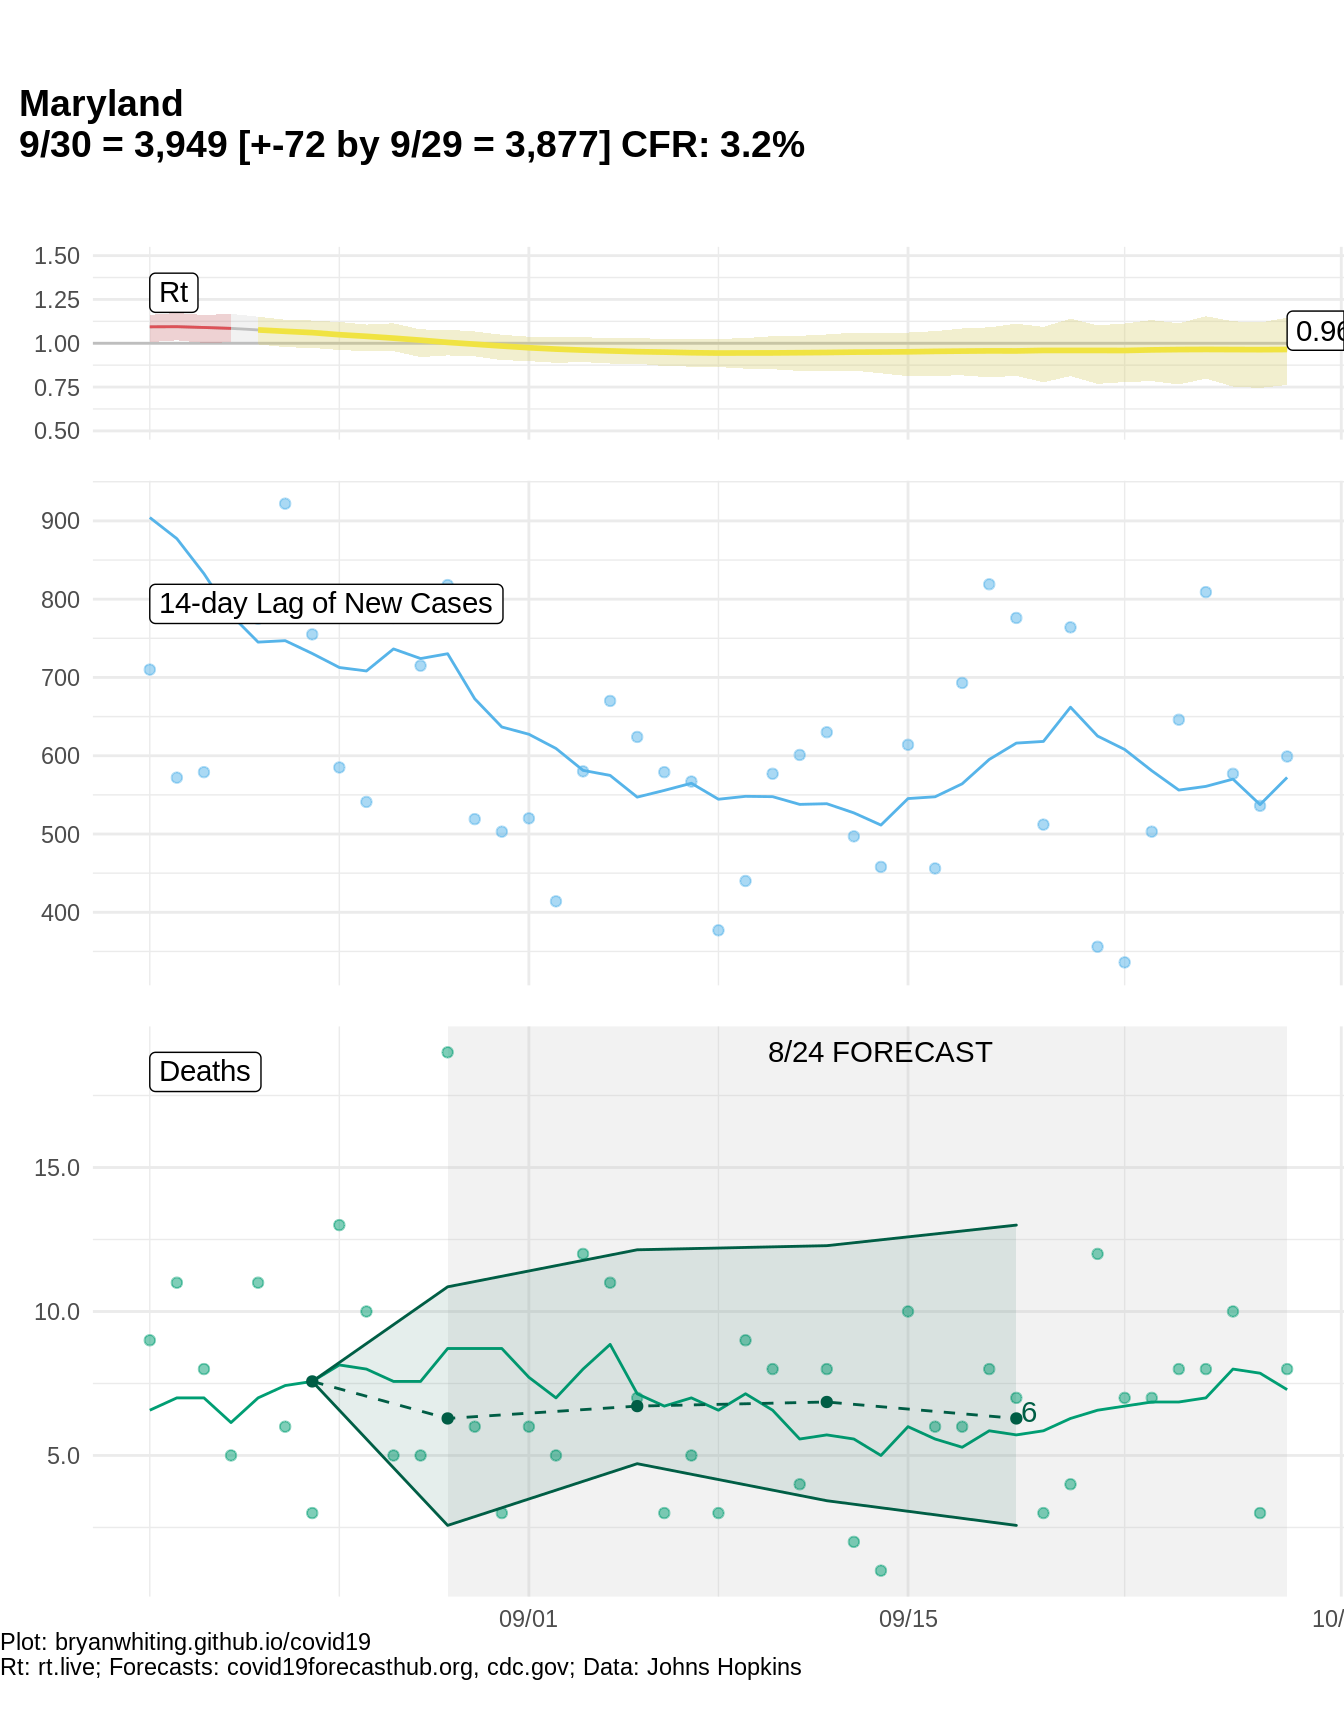 Maryland
9/30 = 3,949 [+-72 by 9/29 = 3,877] CFR: 3.2%
1.50
Rt
1.25
0.96
1.00
0.75
0.50
900
800
14-day Lag of New Cases
700
600
500
400
8/24 FORECAST
Deaths
15.0
10.0
6
5.0
09/01
09/15
10/
Plot: bryanwhiting.github.io/covid19
Rt: rt.live; Forecasts: covid19forecasthub.org, cdc.gov; Data: Johns Hopkins